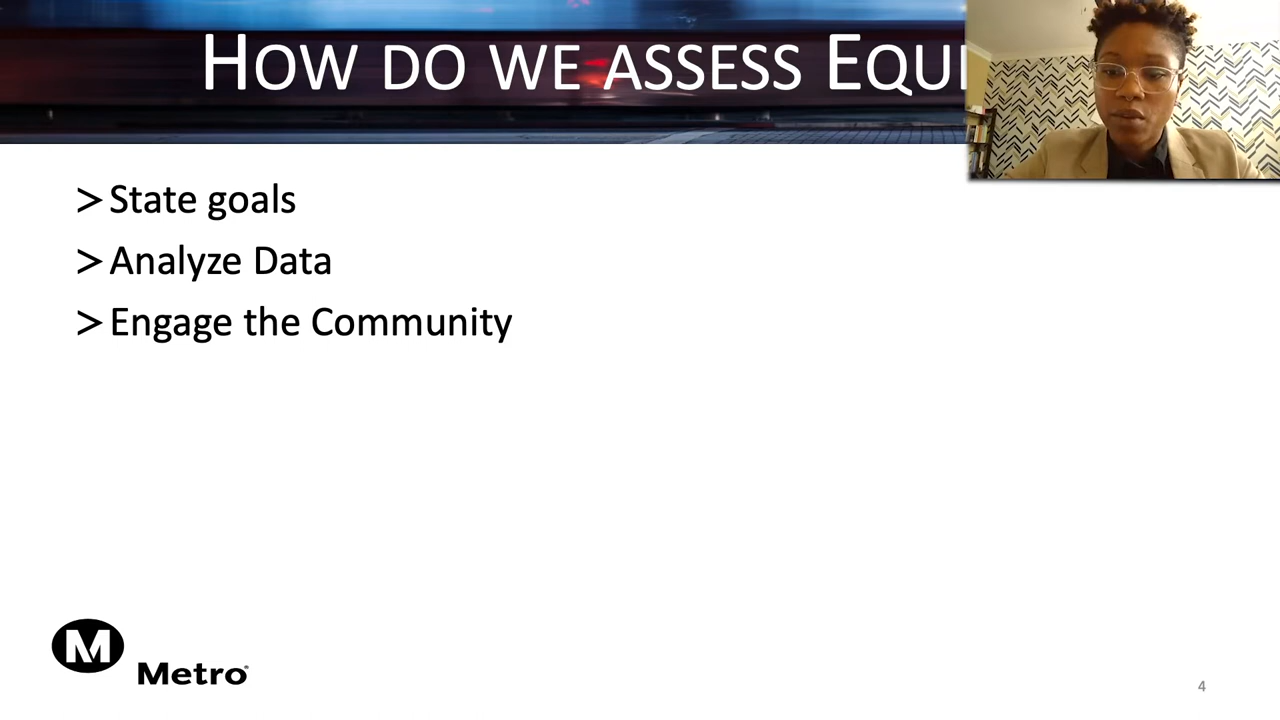 HOW DO WE ASSESS EQUI
> State goals
> Analyze Data
> Engage the Community
M
Metro®
4